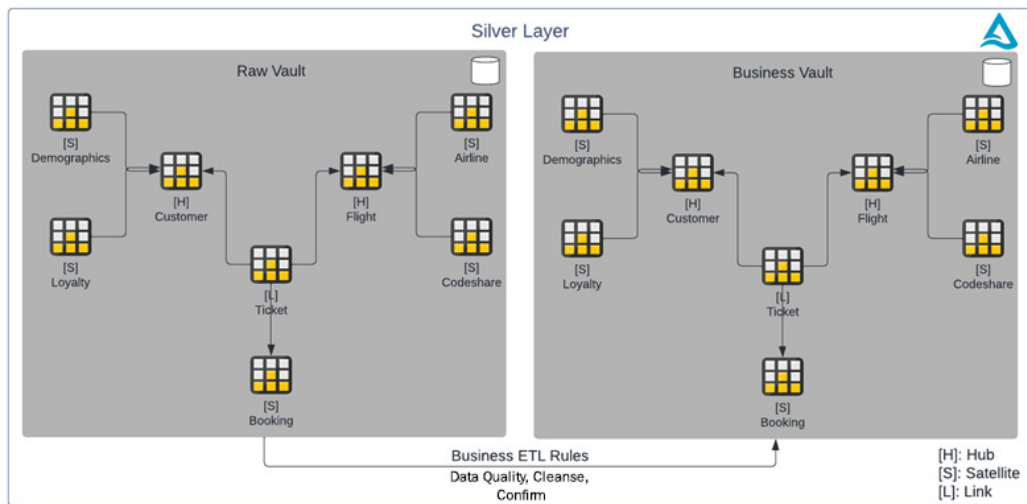 Silver Layer
Raw Vault
[S]
Demographics
[S]
Airline
[H]
Customer
[H]
Flight
[S]
Loyalty
[S]
Codeshare
[L]
Ticket
[S]
Booking
Business Vault
[S]
Demographics
[S]
Airline
[H]
Customer
[H]
Flight
[S]
Loyalty
[S]
Codeshare
[L]
Ticket
[S]
Booking
Business ETL Rules
Data Quality, Cleanse,
Confirm
[H]: Hub
[S]: Satellite
[L]: Link